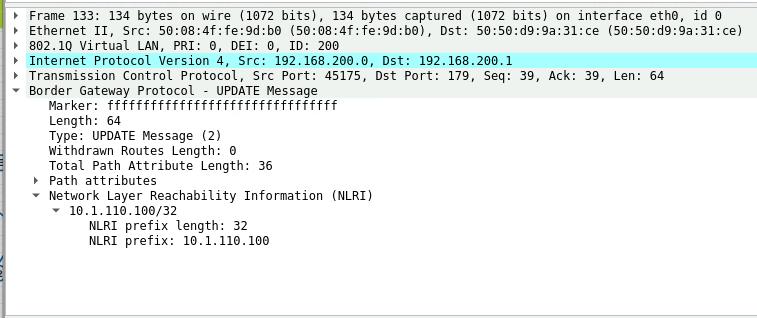 Frame 133: 134 bytes on wire (1072 bits), 134 bytes captured (1072 bits) on interface eth0, id 0
Ethernet II, Src: 50:08:4f:fe:9d:b0 (50:08:4f:fe:9d:b0), Dst: 50:50:d9:9a:31:ce (50:50:d9:9a:31:ce)
802.1Q Virtual LAN, PRI: 0, DEI: 0, ID: 200
Internet Protocol Version 4, Src: 192.168.200.0, Dst: 192.168.200.1
Transmission Control Protocol, Src Port: 45175, Dst Port: 179, Seq: 39, Ack: 39, Len: 64
Border Gateway Protocol - UPDATE Message
Marker: ffffffffffffffffffffffffffffffff
Length: 64
Type: UPDATE Message (2)
Withdrawn Routes Length: 0
Total Path Attribute Length: 36
Path attributes
Network Layer Reachability Information (NLRI)
10.1.110.100/32
NLRI prefix length: 32
NLRI prefix: 10.1.110.100